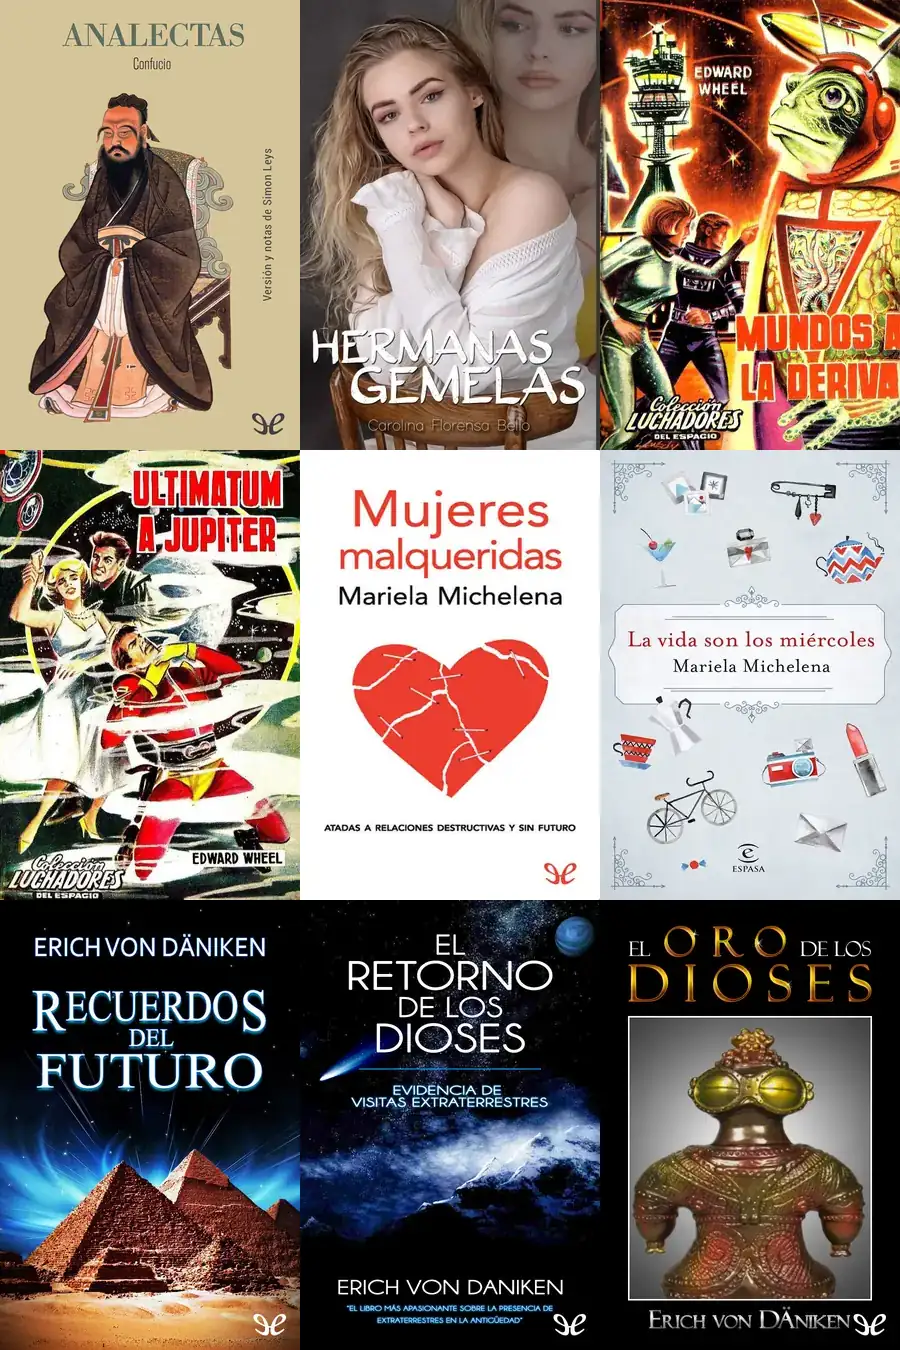 ANALECTAS
Confucio
Versión y notas de Simon Leys
HERMANAS
GEMELAS
Carolina Florensa Bello
EDWARD
WHEEL
MUNDOS A
LA DERIVA
Colección
LUCHADORES
DEL ESPACIO
ULTIMATUM
A JUPITER
Colección
LUCHADORES
DEL ESPACIO
EDWARD WHEEL
Mujeres
malqueridas
Mariela Michelena
ATADAS A RELACIONES DESTRUCTIVAS Y SIN FUTURO
La vida son los miércoles
Mariela Michelena
e
ESPASA
ERICH VON DÄNIKEN
RECUERDOS
DEL
FUTURO
EL
RETORNO
DE LOS
DIOSES
EVIDENCIA DE
VISITAS EXTRATERRESTRES
ERICH VON DANIKEN
"EL LIBRO MÁS APASIONANTE SOBRE LA PRESENCIA DE
EXTRATERRESTRES EN LA ANTIGÜEDAD"
EL ORO DE LOS
DIOSES
ERICH VON DÄNIKEN